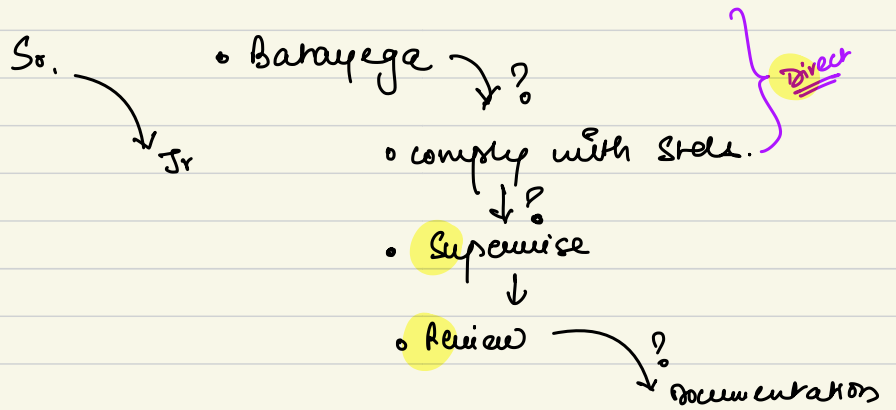 Sr. • Batayega ?
Direct
Jr
• comply with Stds.
?
• Supervise
• Review
?
Documentation